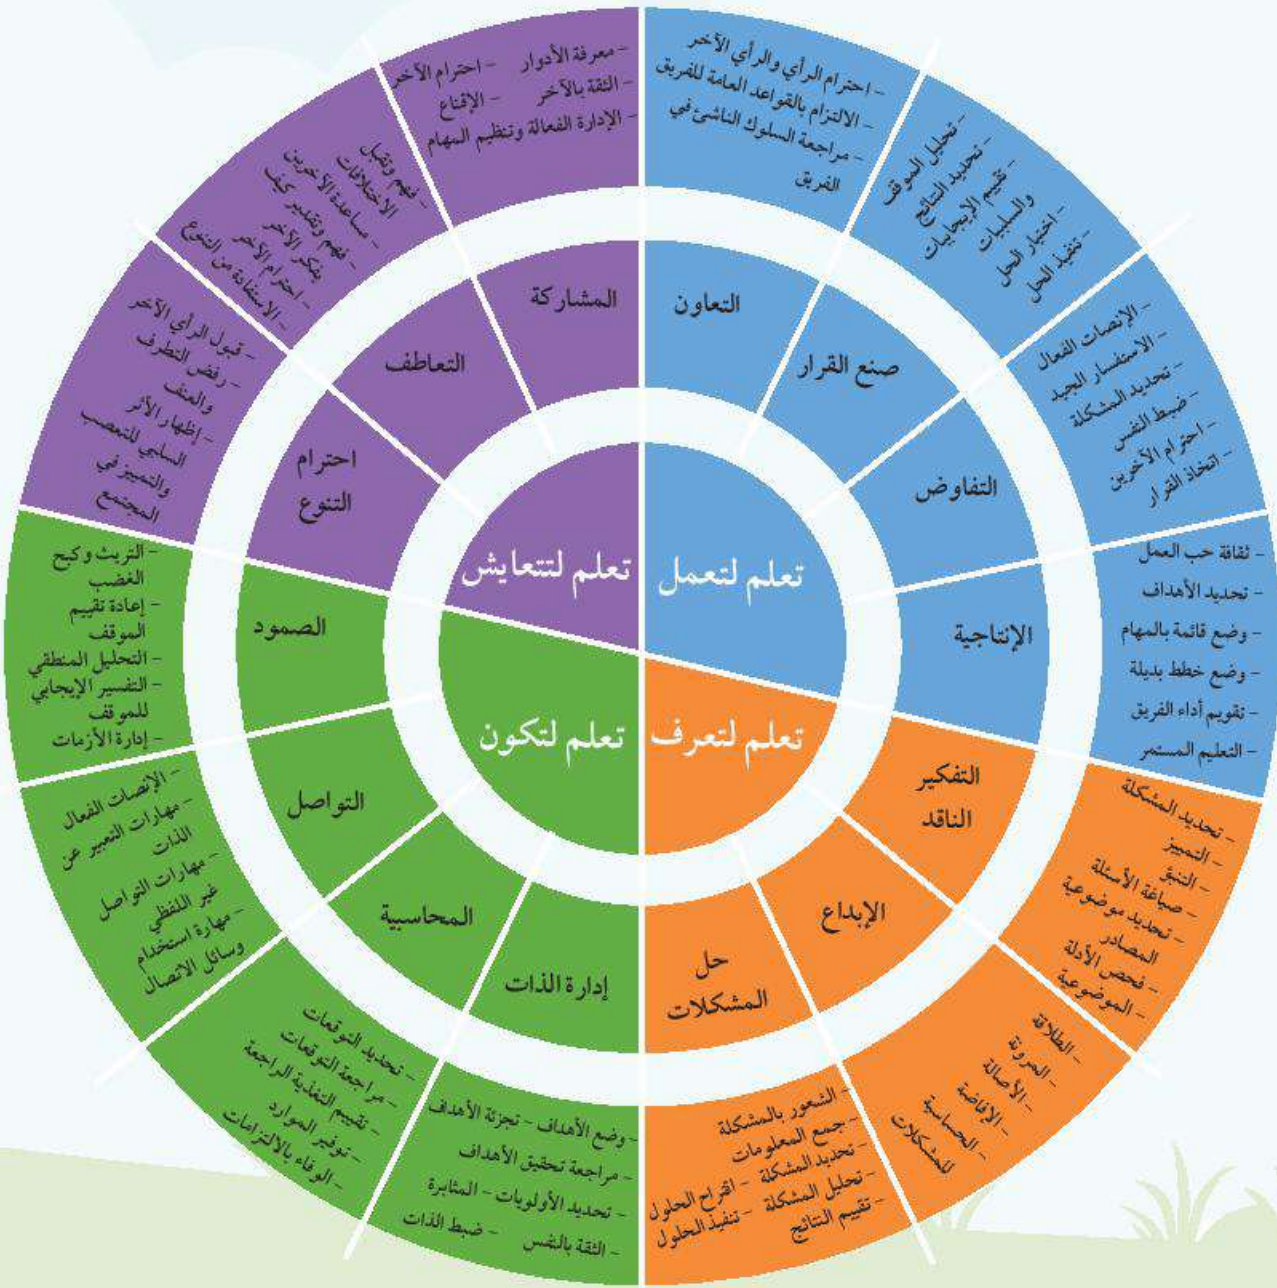 تعلم لتتعايش
تعلم لتعمل
تعلم لتكون
تعلم لتعرف
المشاركة
- معرفة الأدوار - احترام الآخر
- الثقة بالآخر - الإقناع
- الإدارة الفعالة وتنظيم المهام
التعاطف
- فهم وتقبل
الاختلافات
- مساعدة الآخرين
- فهم وتقدير كيف
يفكر الآخر
- احترام الآخر
- الاستفادة من التنوع
احترام
التنوع
- قبول الرأي الآخر
- رفض التطرف
والعنف
- إظهار الأثر
السلبي للتعصب
والتمييز في
المجتمع
التعاون
- احترام الرأي والرأي الآخر
- الالتزام بالقواعد العامة للفريق
- مراجعة السلوك الناشئ في
الفريق
صنع القرار
- تحليل الموقف
- تحديد النتائج
- تقييم الإيجابيات
والسلبيات
- اختيار الحل
- تنفيذ الحل
التفاوض
- الإنصات الفعال
- الاستفسار الجيد
- تحديد المشكلة
- ضبط النفس
- احترام الآخرين
- اتخاذ القرار
الإنتاجية
- ثقافة حب العمل
- تحديد الأهداف
- وضع قائمة بالمهام
- وضع خطط بديلة
- تقويم أداء الفريق
- التعليم المستمر
التفكير
الناقد
- تحديد المشكلة
- التمييز
- التنبؤ
- صياغة الأسئلة
- تحديد موضوعية
المصادر
- فحص الأدلة
- الموضوعية
الإبداع
- الطلاقة
- المرونة
- الأصالة
- الإفاضة
- الحساسية
للمشكلات
حل
المشكلات
- الشعور بالمشكلة
- جمع المعلومات
- تحديد المشكلة - اقتراح الحلول
- تحليل المشكلة - تنفيذ الحلول
- تقييم النتائج
إدارة الذات
- وضع الأهداف - تجزئة الأهداف
- مراجعة تحقيق الأهداف
- تحديد الأولويات - المثابرة
- الثقة بالنفس - ضبط الذات
المحاسبية
- تحديد التوقعات
- مراجعة التوقعات
- تقييم التغذية الراجعة
- توفير الموارد
- الوفاء بالالتزامات
التواصل
- الإنصات الفعال
- مهارات التعبير عن
الذات
- مهارات التواصل
غير اللفظي
- مهارة استخدام
وسائل الاتصال
الصمود
- التريث وكبح
الغضب
- إعادة تقييم
الموقف
- التحليل المنطقي
- التفسير الإيجابي
للموقف
- إدارة الأزمات